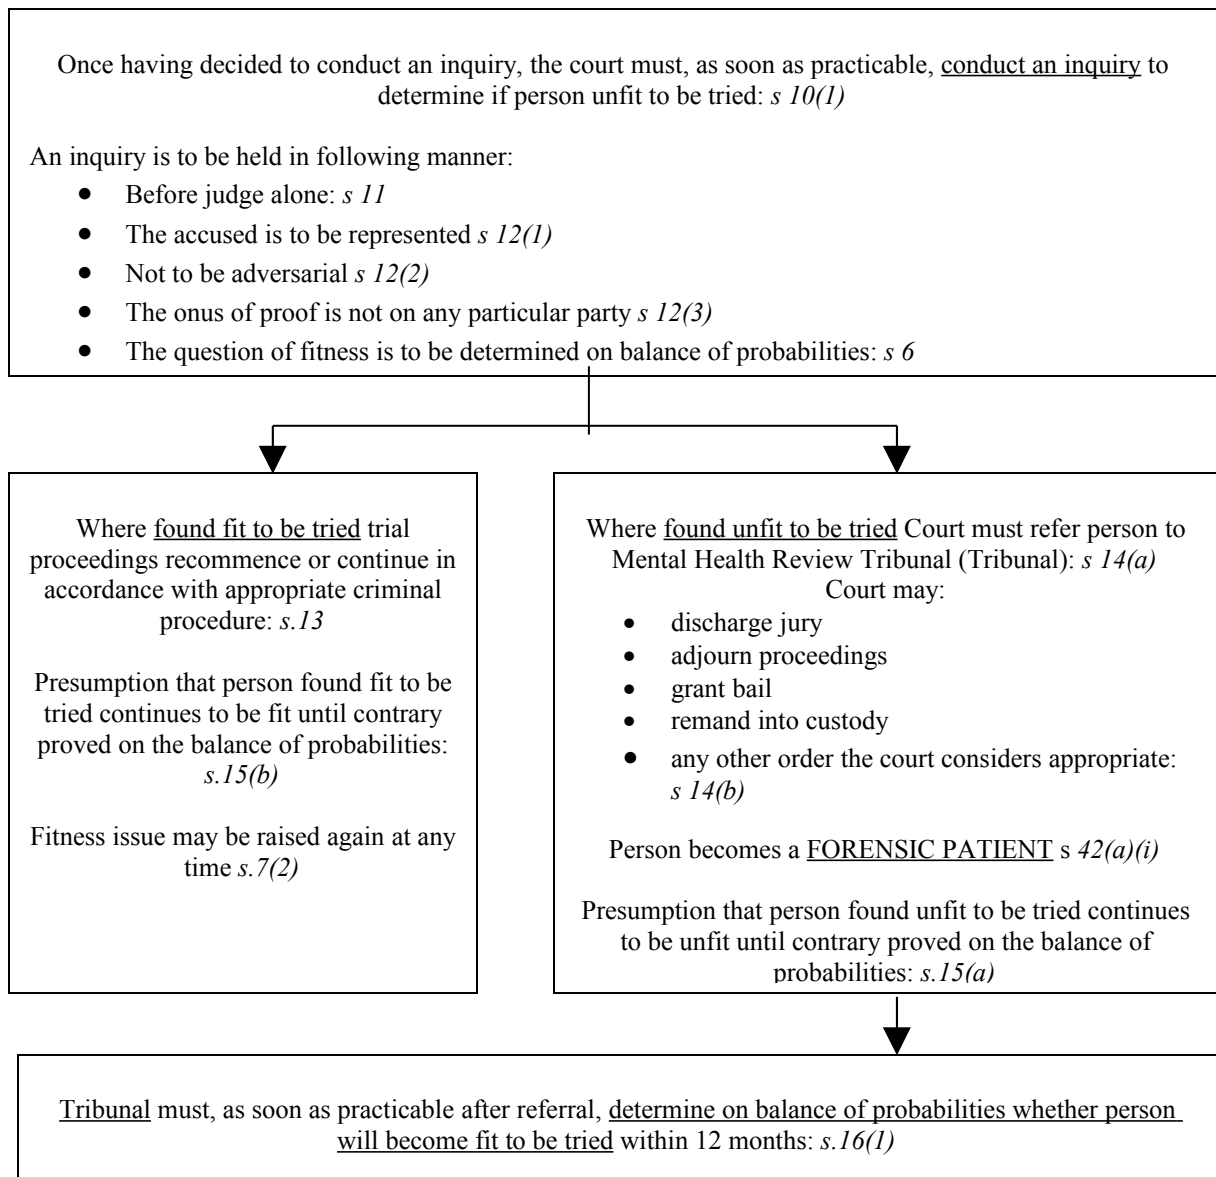 Once having decided to conduct an inquiry, the court must, as soon as practicable, conduct an inquiry to
determine if person unfit to be tried: s 10(1)
An inquiry is to be held in following manner:
● Before judge alone: s 11
● The accused is to be represented s 12(1)
● Not to be adversarial s 12(2)
● The onus of proof is not on any particular party s 12(3)
● The question of fitness is to be determined on balance of probabilities: s 6
Where found fit to be tried trial
proceedings recommence or continue in
accordance with appropriate criminal
procedure: s.13
Presumption that person found fit to be
tried continues to be fit until contrary
proved on the balance of probabilities:
s.15(b)
Fitness issue may be raised again at any
time s.7(2)
Where found unfit to be tried Court must refer person to
Mental Health Review Tribunal (Tribunal): s 14(a)
Court may:
● discharge jury
● adjourn proceedings
● grant bail
● remand into custody
● any other order the court considers appropriate:
s 14(b)
Person becomes a FORENSIC PATIENT s 42(a)(i)
Presumption that person found unfit to be tried continues
to be unfit until contrary proved on the balance of
probabilities: s.15(a)
Tribunal must, as soon as practicable after referral, determine on balance of probabilities whether person
will become fit to be tried within 12 months: s.16(1)